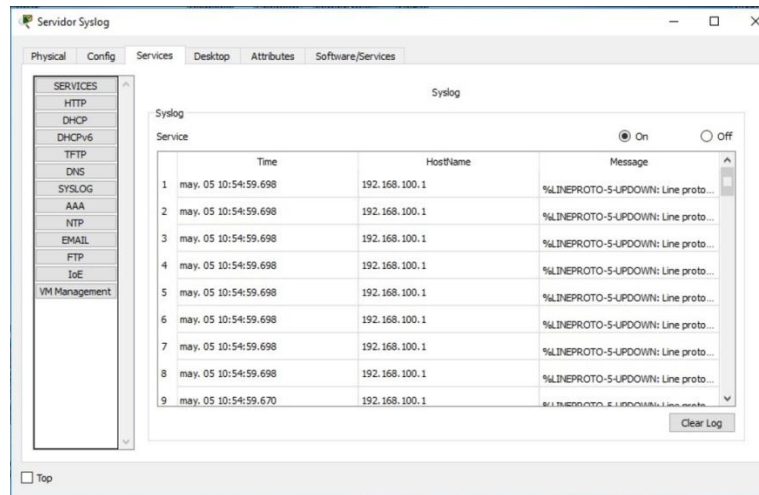 Servidor Syslog
Physical Config Services Desktop Attributes Software/Services
SERVICES
HTTP
DHCP
DHCPv6
TFTP
DNS
SYSLOG
AAA
NTP
EMAIL
FTP
IoE
VM Management
Syslog
Syslog
Service On Off
Time HostName Message
1 may. 05 10:54:59.698 192.168.100.1 %LINEPROTO-5-UPDOWN: Line proto...
2 may. 05 10:54:59.698 192.168.100.1 %LINEPROTO-5-UPDOWN: Line proto...
3 may. 05 10:54:59.698 192.168.100.1 %LINEPROTO-5-UPDOWN: Line proto...
4 may. 05 10:54:59.698 192.168.100.1 %LINEPROTO-5-UPDOWN: Line proto...
5 may. 05 10:54:59.698 192.168.100.1 %LINEPROTO-5-UPDOWN: Line proto...
6 may. 05 10:54:59.698 192.168.100.1 %LINEPROTO-5-UPDOWN: Line proto...
7 may. 05 10:54:59.698 192.168.100.1 %LINEPROTO-5-UPDOWN: Line proto...
8 may. 05 10:54:59.698 192.168.100.1 %LINEPROTO-5-UPDOWN: Line proto...
9 may. 05 10:54:59.670 192.168.100.1
Clear Log
Top